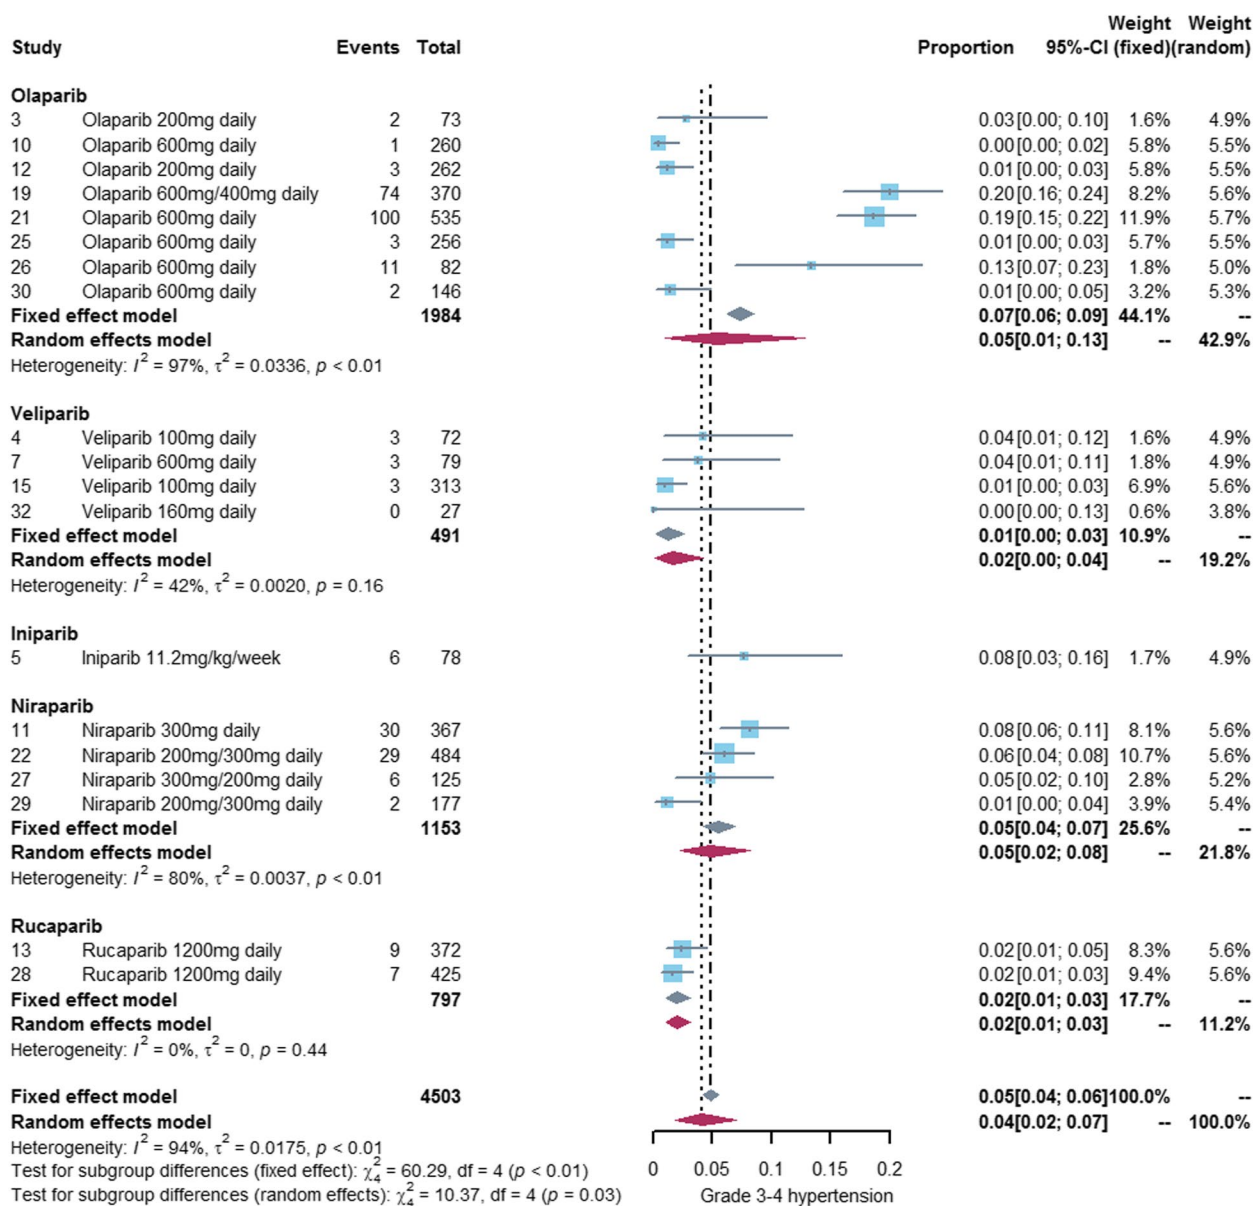 Weight Weight
Study Events Total Proportion 95%-CI (fixed)(random)
Olaparib
3 Olaparib 200mg daily 2 73 0.03 [0.00; 0.10] 1.6% 4.9%
10 Olaparib 600mg daily 1 260 0.00 [0.00; 0.02] 5.8% 5.5%
12 Olaparib 200mg daily 3 262 0.01 [0.00; 0.03] 5.8% 5.5%
19 Olaparib 600mg/400mg daily 74 370 0.20 [0.16; 0.24] 8.2% 5.6%
21 Olaparib 600mg daily 100 535 0.19 [0.15; 0.22] 11.9% 5.7%
25 Olaparib 600mg daily 3 256 0.01 [0.00; 0.03] 5.7% 5.5%
26 Olaparib 600mg daily 11 82 0.13 [0.07; 0.23] 1.8% 5.0%
30 Olaparib 600mg daily 2 146 0.01 [0.00; 0.05] 3.2% 5.3%
Fixed effect model 1984 0.07[0.06; 0.09] 44.1% --
Random effects model 0.05[0.01; 0.13] -- 42.9%
Heterogeneity: I² = 97%, τ² = 0.0336, p < 0.01
Veliparib
4 Veliparib 100mg daily 3 72 0.04 [0.01; 0.12] 1.6% 4.9%
7 Veliparib 600mg daily 3 79 0.04 [0.01; 0.11] 1.8% 4.9%
15 Veliparib 100mg daily 3 313 0.01 [0.00; 0.03] 6.9% 5.6%
32 Veliparib 160mg daily 0 27 0.00 [0.00; 0.13] 0.6% 3.8%
Fixed effect model 491 0.01[0.00; 0.03] 10.9% --
Random effects model 0.02[0.00; 0.04] -- 19.2%
Heterogeneity: I² = 42%, τ² = 0.0020, p = 0.16
Iniparib
5 Iniparib 11.2mg/kg/week 6 78 0.08 [0.03; 0.16] 1.7% 4.9%
Niraparib
11 Niraparib 300mg daily 30 367 0.08 [0.06; 0.11] 8.1% 5.6%
22 Niraparib 200mg/300mg daily 29 484 0.06 [0.04; 0.08] 10.7% 5.6%
27 Niraparib 300mg/200mg daily 6 125 0.05 [0.02; 0.10] 2.8% 5.2%
29 Niraparib 200mg/300mg daily 2 177 0.01 [0.00; 0.04] 3.9% 5.4%
Fixed effect model 1153 0.05[0.04; 0.07] 25.6% --
Random effects model 0.05[0.02; 0.08] -- 21.8%
Heterogeneity: I² = 80%, τ² = 0.0037, p < 0.01
Rucaparib
13 Rucaparib 1200mg daily 9 372 0.02 [0.01; 0.05] 8.3% 5.6%
28 Rucaparib 1200mg daily 7 425 0.02 [0.01; 0.03] 9.4% 5.6%
Fixed effect model 797 0.02[0.01; 0.03] 17.7% --
Random effects model 0.02[0.01; 0.03] -- 11.2%
Heterogeneity: I² = 0%, τ² = 0, p = 0.44
Fixed effect model 4503 0.05[0.04; 0.06]100.0% --
Random effects model 0.04[0.02; 0.07] -- 100.0%
Heterogeneity: I² = 94%, τ² = 0.0175, p < 0.01
Test for subgroup differences (fixed effect): χ²₄ = 60.29, df = 4 (p < 0.01)
Test for subgroup differences (random effects): χ²₄ = 10.37, df = 4 (p = 0.03)
0 0.05 0.1 0.15 0.2
Grade 3-4 hypertension